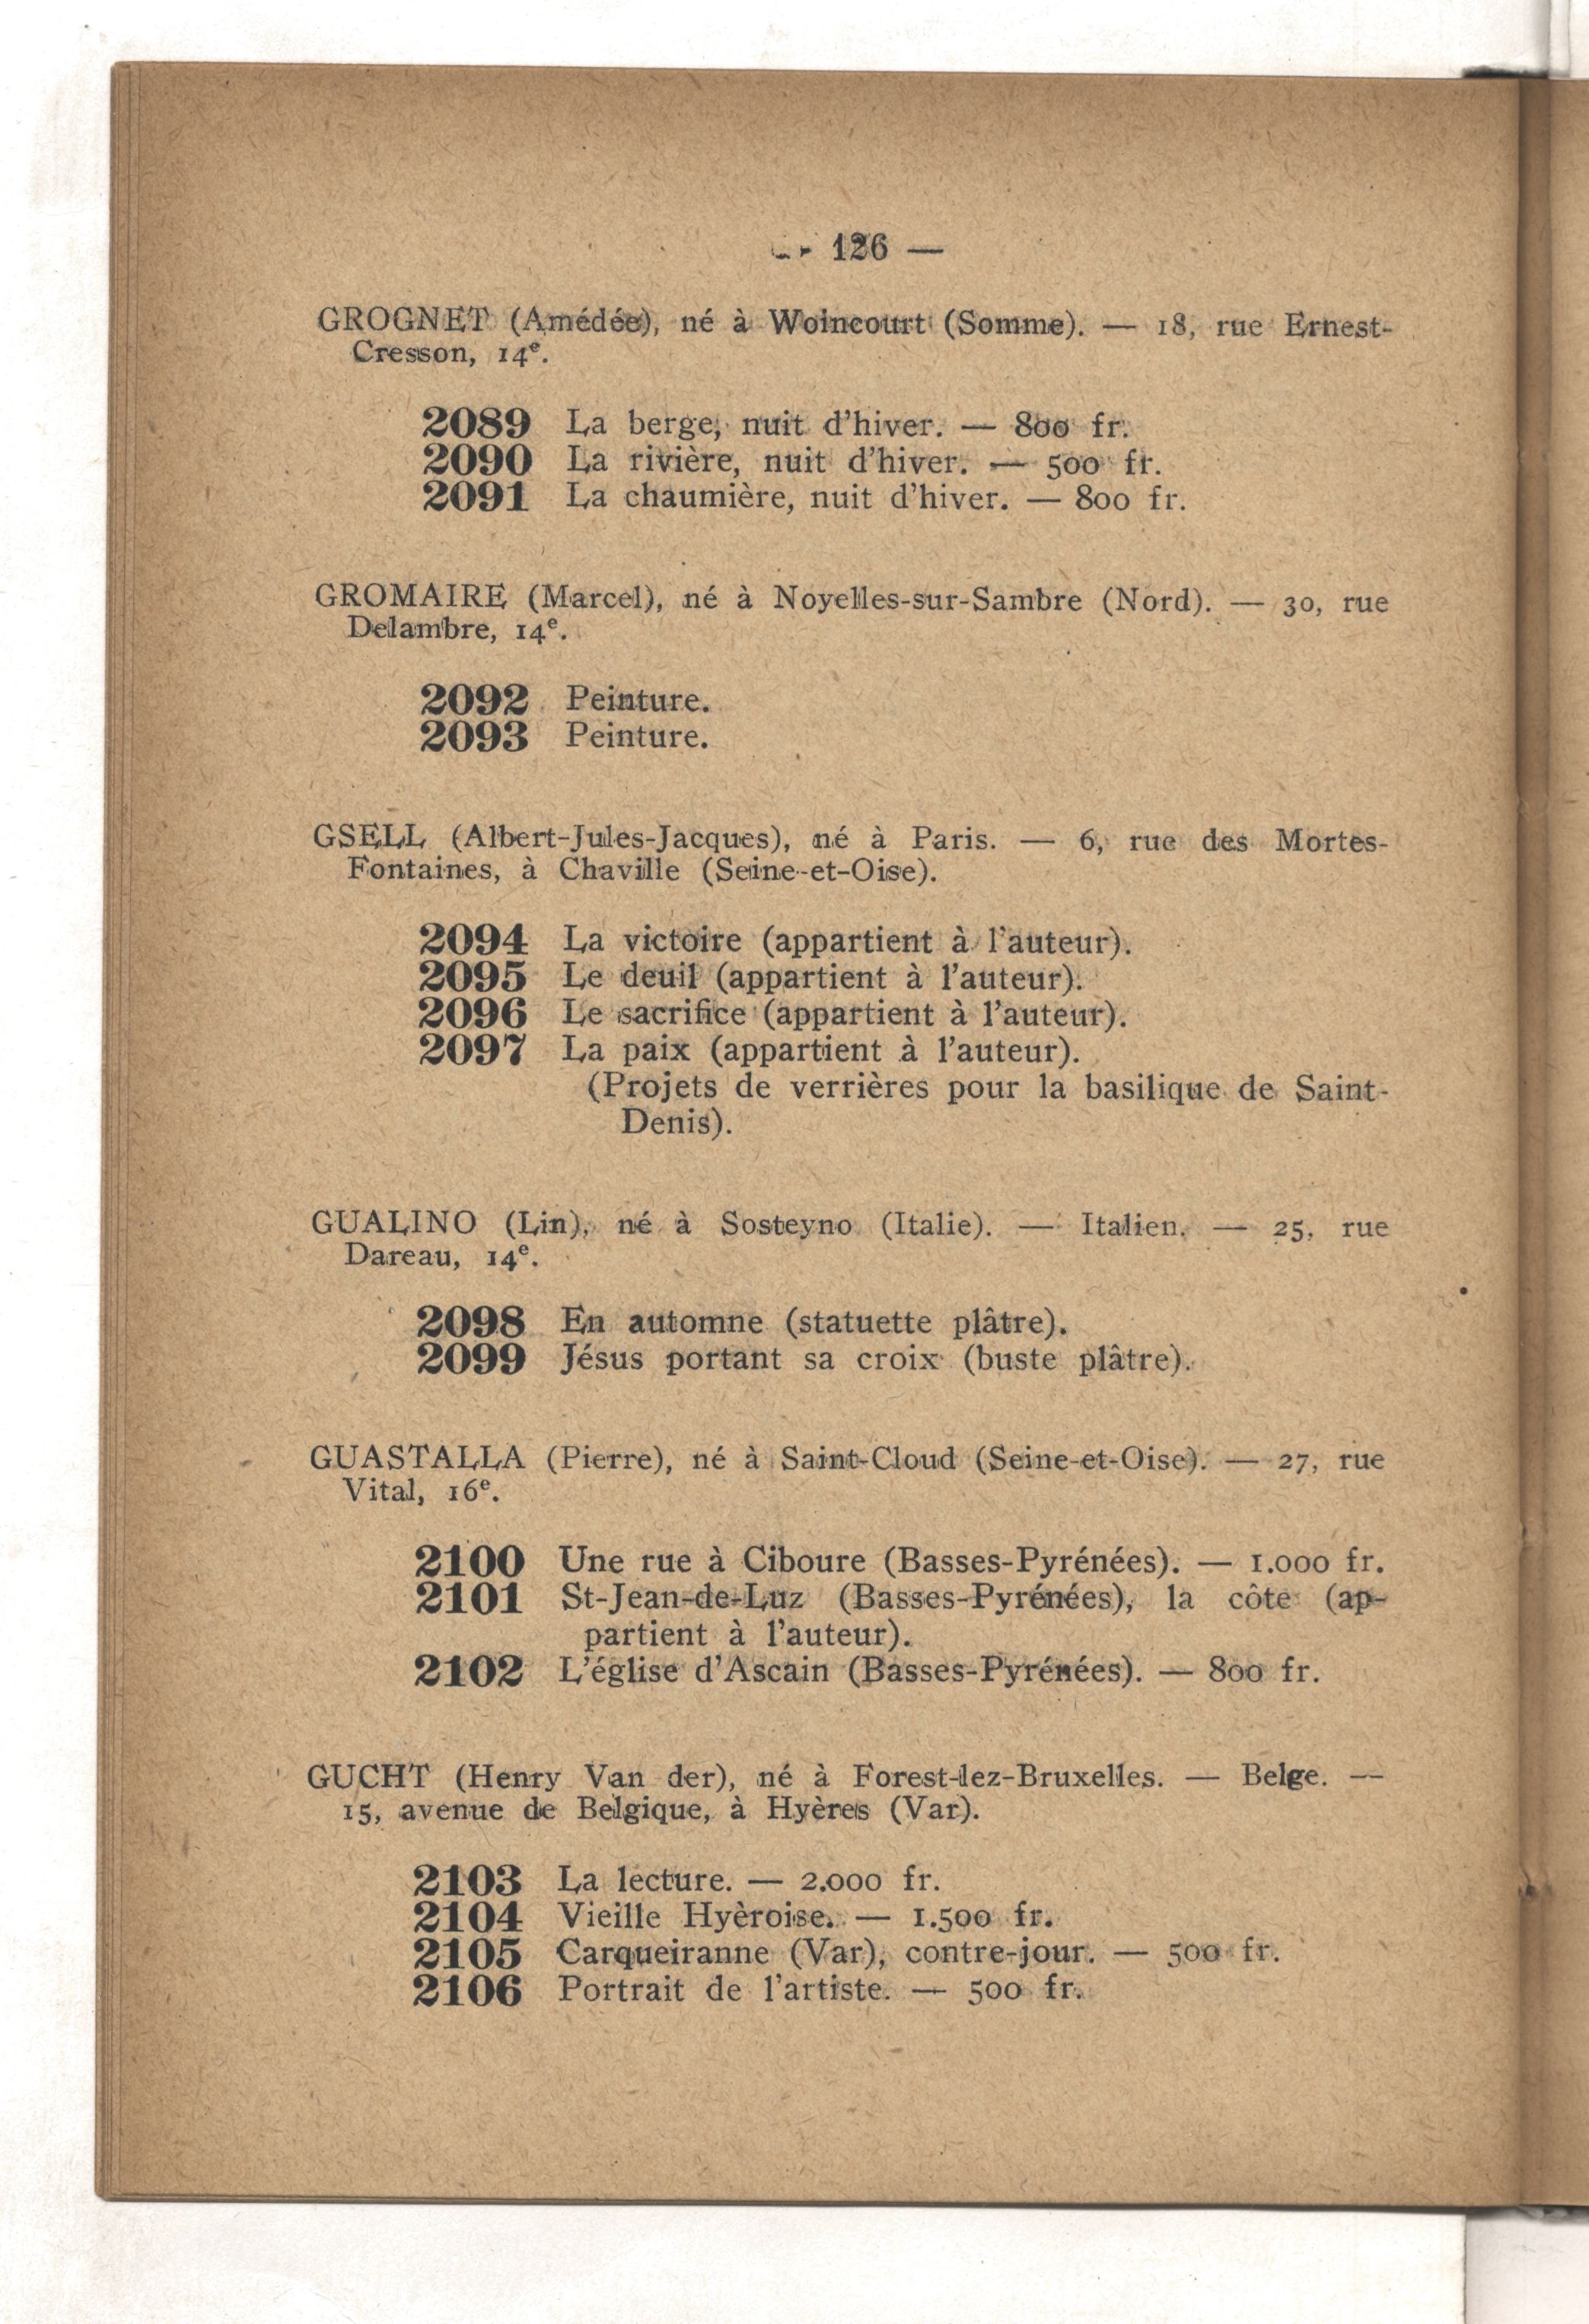 — 126 —
GROGNET (Amédée), né à Woincourt (Somme). — 18, rue Ernest-
Cresson, 14e.
2089 La berge, nuit d'hiver. — 800 fr.
2090 La rivière, nuit d'hiver. — 500 fr.
2091 La chaumière, nuit d'hiver. — 800 fr.
GROMAIRE (Marcel), né à Noyelles-sur-Sambre (Nord). — 30, rue
Delambre, 14e.
2092 Peinture.
2093 Peinture.
GSELL (Albert-Jules-Jacques), né à Paris. — 6, rue des Mortes-
Fontaines, à Chaville (Seine-et-Oise).
2094 La victoire (appartient à l'auteur).
2095 Le deuil (appartient à l'auteur).
2096 Le sacrifice (appartient à l'auteur).
2097 La paix (appartient à l'auteur).
(Projets de verrières pour la basilique de Saint-
Denis).
GUALINO (Lin), né à Sosteyno (Italie). — Italien. — 25, rue
Dareau, 14e.
2098 En automne (statuette plâtre).
2099 Jésus portant sa croix (buste plâtre).
GUASTALLA (Pierre), né à Saint-Cloud (Seine-et-Oise). — 27, rue
Vital, 16e.
2100 Une rue à Ciboure (Basses-Pyrénées). — 1.000 fr.
2101 St-Jean-de-Luz (Basses-Pyrénées), la côte (ap-
partient à l'auteur).
2102 L'église d'Ascain (Basses-Pyrénées). — 800 fr.
GUCHT (Henry Van der), né à Forest-lez-Bruxelles. — Belge. —
15, avenue de Belgique, à Hyères (Var).
2103 La lecture. — 2.000 fr.
2104 Vieille Hyèroise. — 1.500 fr.
2105 Carqueiranne (Var), contre-jour. — 500 fr.
2106 Portrait de l'artiste. — 500 fr.